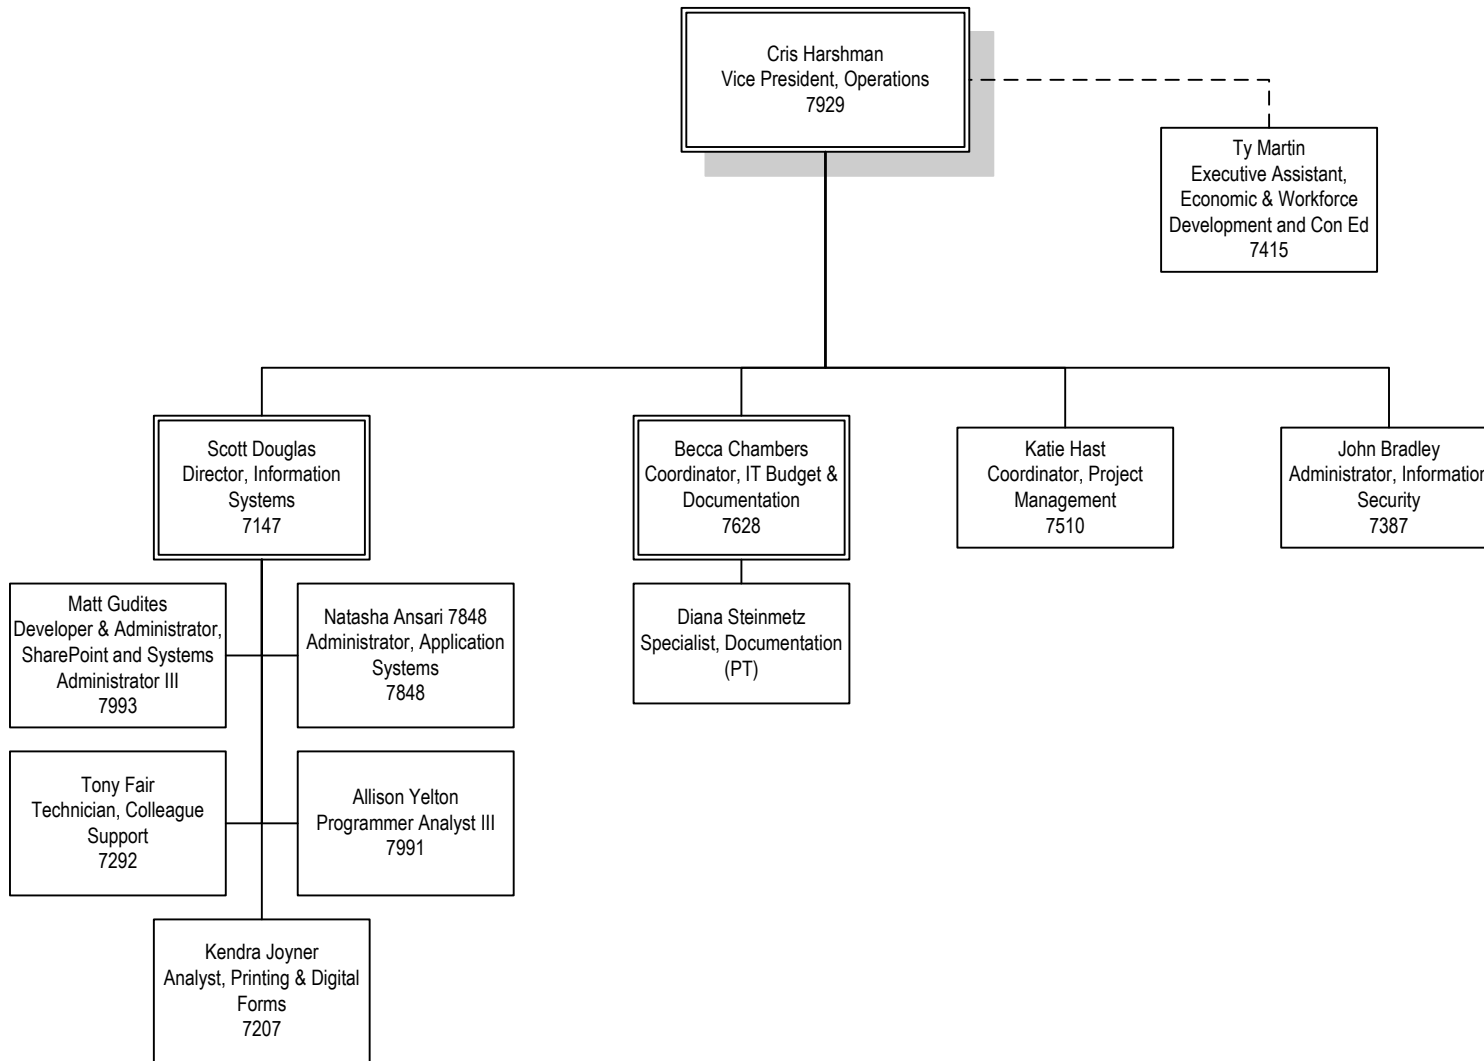 Cris Harshman
Vice President, Operations
7929
Ty Martin
Executive Assistant,
Economic & Workforce
Development and Con Ed
7415
Scott Douglas
Director, Information
Systems
7147
Becca Chambers
Coordinator, IT Budget &
Documentation
7628
Katie Hast
Coordinator, Project
Management
7510
John Bradley
Administrator, Information
Security
7387
Matt Gudites
Developer & Administrator,
SharePoint and Systems
Administrator III
7993
Natasha Ansari 7848
Administrator, Application
Systems
7848
Diana Steinmetz
Specialist, Documentation
(PT)
Tony Fair
Technician, Colleague
Support
7292
Allison Yelton
Programmer Analyst III
7991
Kendra Joyner
Analyst, Printing & Digital
Forms
7207